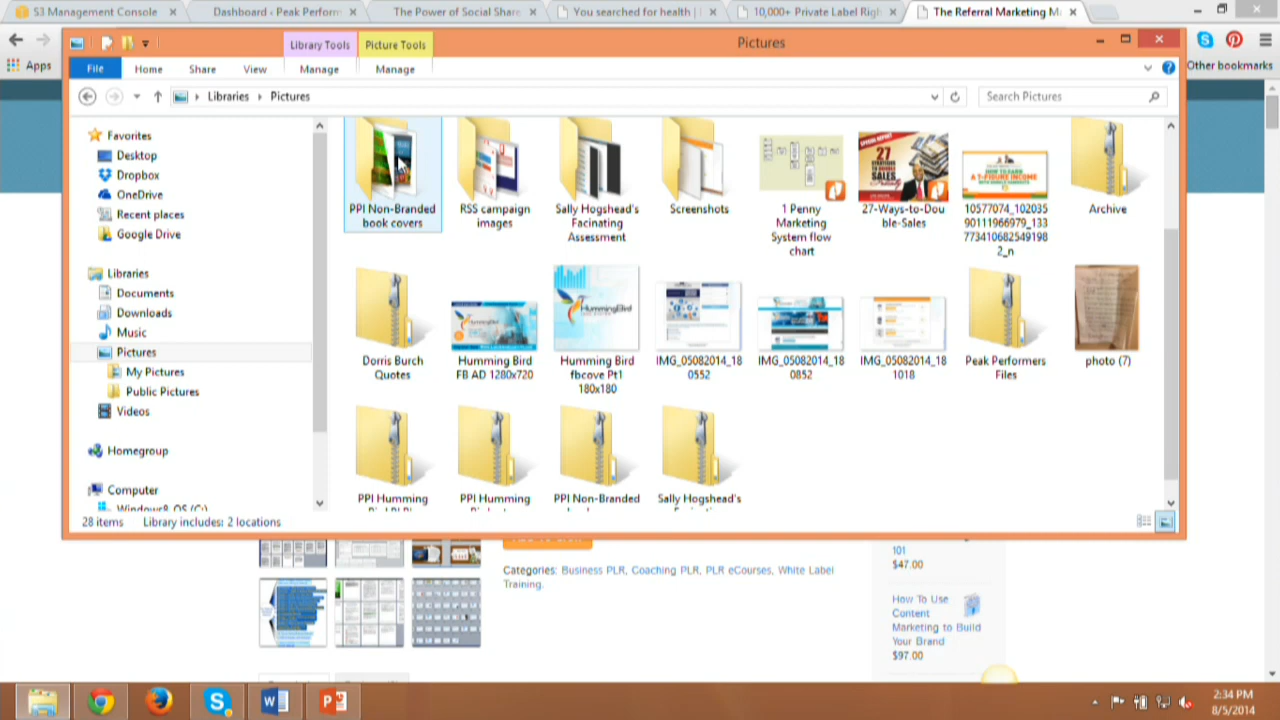 S3 Management Console
Dashboard ‹ Peak Perform
The Power of Social Share
You searched for health |
10,000+ Private Label Righ
The Referral Marketing M
Apps
Other bookmarks
Library Tools
Picture Tools
Pictures
File
Home
Share
View
Manage
Manage
Libraries
Pictures
Search Pictures
Favorites
Desktop
Dropbox
OneDrive
Recent places
Google Drive
Libraries
Documents
Downloads
Music
Pictures
My Pictures
Public Pictures
Videos
Homegroup
Computer
Windows8_OS (C:)
PPI Non-Branded
book covers
RSS campaign
images
Sally Hogshead's
Facinating
Assessment
Screenshots
1 Penny
Marketing
System flow
chart
27-Ways-to-Dou
ble-Sales
10577074_102035
90111966979_133
773410682549198
2_n
Archive
Dorris Burch
Quotes
Humming Bird
FB AD 1280x720
Humming Bird
fbcove Pt1
180x180
IMG_05082014_18
0552
IMG_05082014_18
0852
IMG_05082014_18
1018
Peak Performers
Files
photo (7)
PPI Humming
PPI Humming
PPI Non-Branded
Sally Hogshead's
28 items
Library includes: 2 locations
Categories: Business PLR, Coaching PLR, PLR eCourses, White Label
Training.
101
$47.00
How To Use
Content
Marketing to Build
Your Brand
$97.00
2:34 PM
8/5/2014